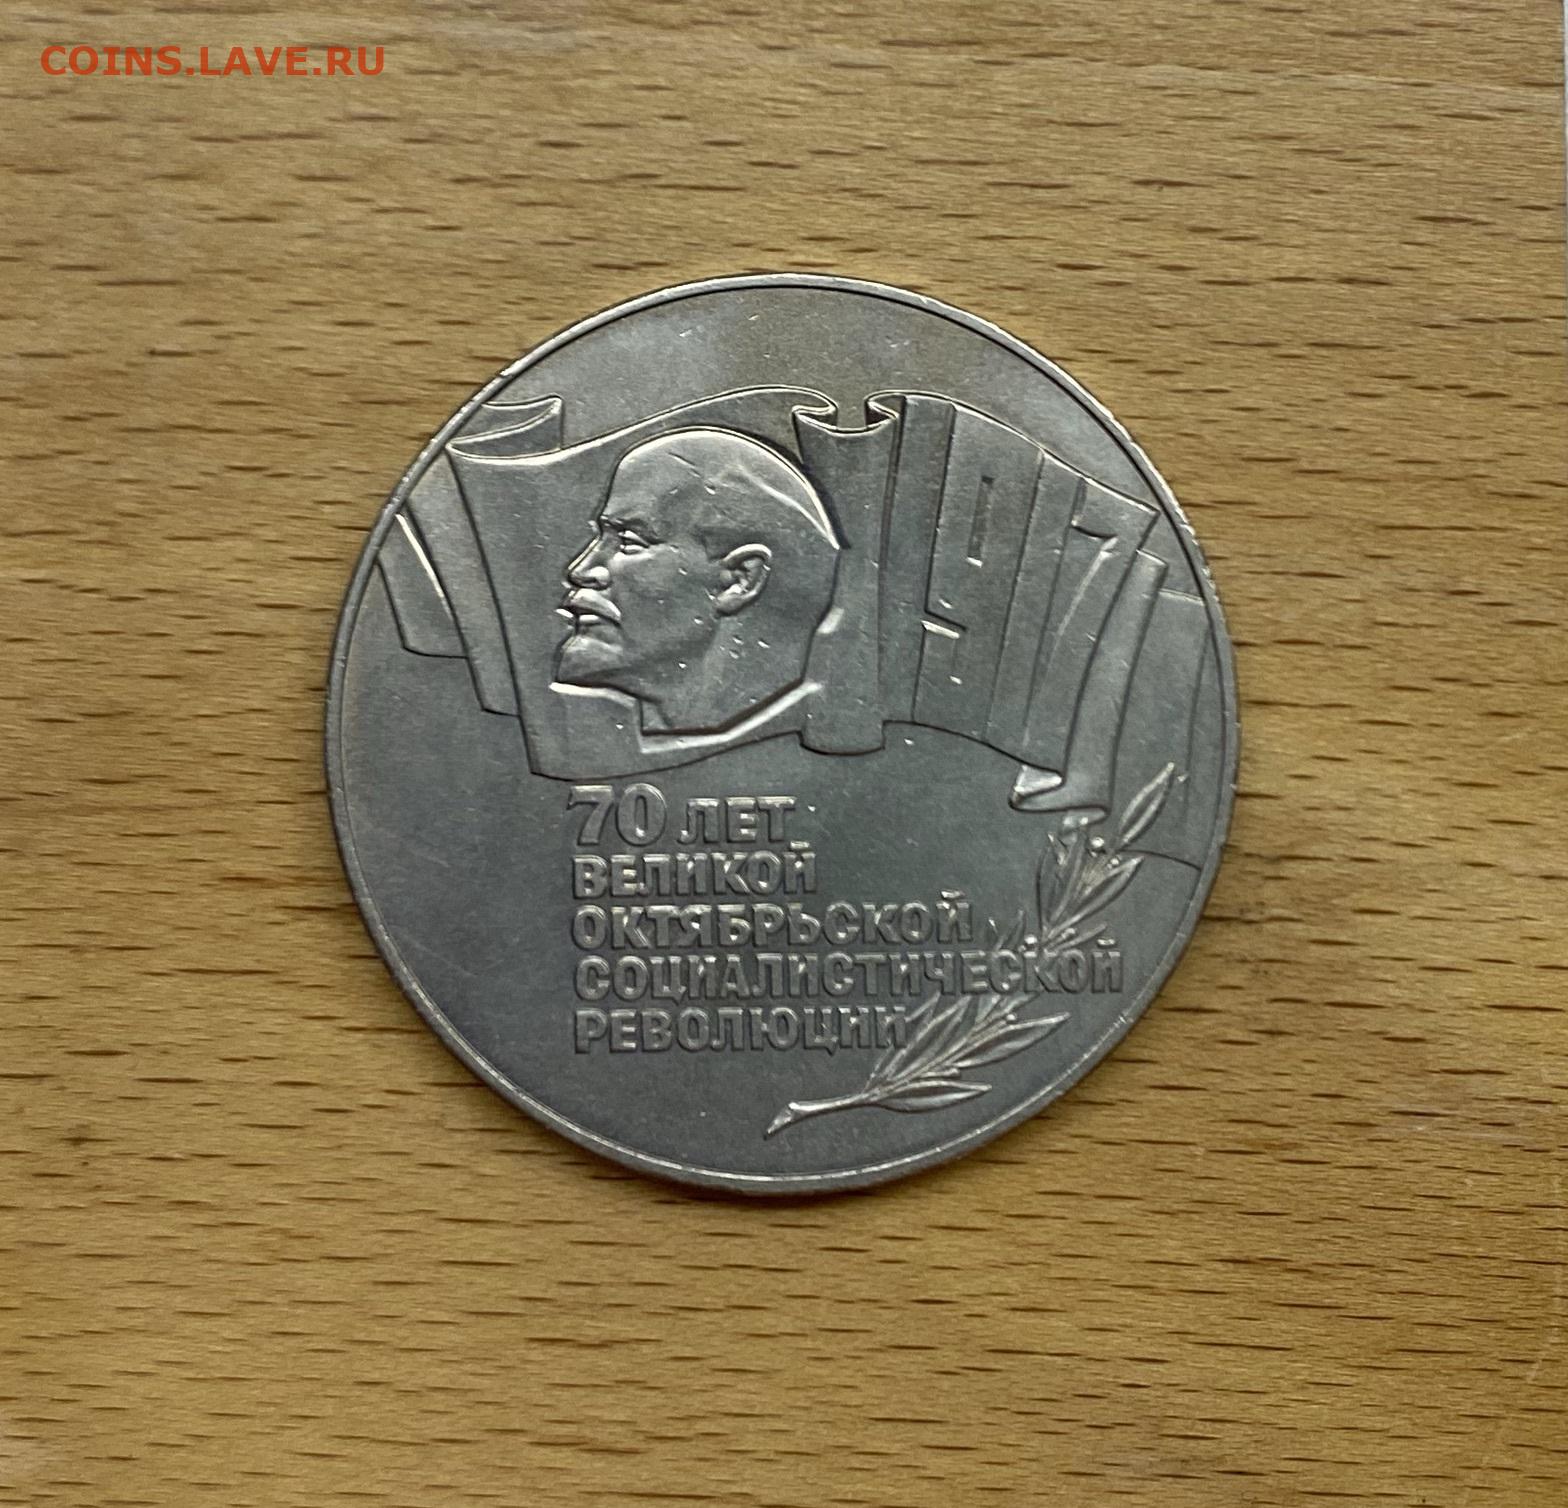 COINS.LAVE.RU
1917
70 ЛЕТ
ВЕЛИКОЙ
ОКТЯБРЬСКОЙ
СОЦИАЛИСТИЧЕСКОЙ
РЕВОЛЮЦИИ